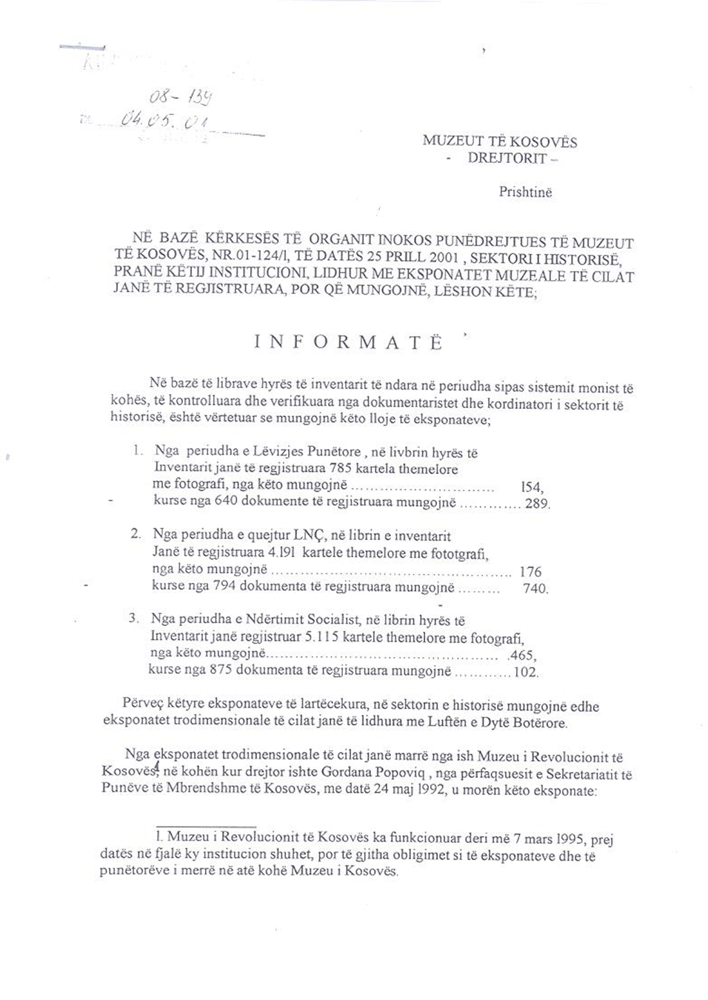 08- 139
04.05.01
MUZEUT TË KOSOVËS
- DREJTORIT –
Prishtinë
NË BAZË KËRKESËS TË ORGANIT INOKOS PUNËDREJTUES TË MUZEUT
TË KOSOVËS, NR.01-124/1, TË DATËS 25 PRILL 2001 , SEKTORI I HISTORISË,
PRANË KËTIJ INSTITUCIONI, LIDHUR ME EKSPONATET MUZEALE TË CILAT
JANË TË REGJISTRUARA, POR QË MUNGOJNË, LËSHON KËTE;
I N F O R M A T Ë
Në bazë të librave hyrës të inventarit të ndara në periudha sipas sistemit monist të
kohës, të kontrolluara dhe verifikuara nga dokumentaristet dhe kordinatori i sektorit të
historisë, është vërtetuar se mungojnë këto lloje të eksponateve;
1. Nga periudha e Lëvizjes Punëtore , në livbrin hyrës të
Inventarit janë të regjistruara 785 kartela themelore
me fotografi, nga këto mungojnë .............................. 154,
- kurse nga 640 dokumente të regjistruara mungojnë ............. 289.
2. Nga periudha e quejtur LNÇ, në librin e inventarit
Janë të regjistruara 4.191 kartele themelore me fototgrafi,
nga këto mungojnë .................................................. 176
- kurse nga 794 dokumenta të regjistruara mungojnë ......... 740.
3. Nga periudha e Ndërtimit Socialist, në librin hyrës të
Inventarit janë regjistruar 5.115 kartele themelore me fotografi,
nga këto mungojnë................................................ .465,
kurse nga 875 dokumenta të regjistruara mungojnë ............102.
Përveç këtyre eksponateve të lartëcekura, në sektorin e historisë mungojnë edhe
eksponatet trodimensionale të cilat janë të lidhura me Luftën e Dytë Botërore.
Nga eksponatet trodimensionale të cilat janë marrë nga ish Muzeu i Revolucionit të
Kosovës¹, në kohën kur drejtor ishte Gordana Popoviq , nga përfaqsuesit e Sekretariatit të
Punëve të Mbrendshme të Kosovës, me datë 24 maj 1992, u morën këto eksponate:
1. Muzeu i Revolucionit të Kosovës ka funkcionuar deri më 7 mars 1995, prej
datës në fjalë ky institucion shuhet, por të gjitha obligimet si të eksponateve dhe të
punëtorëve i merrë në atë kohë Muzeu i Kosovës.